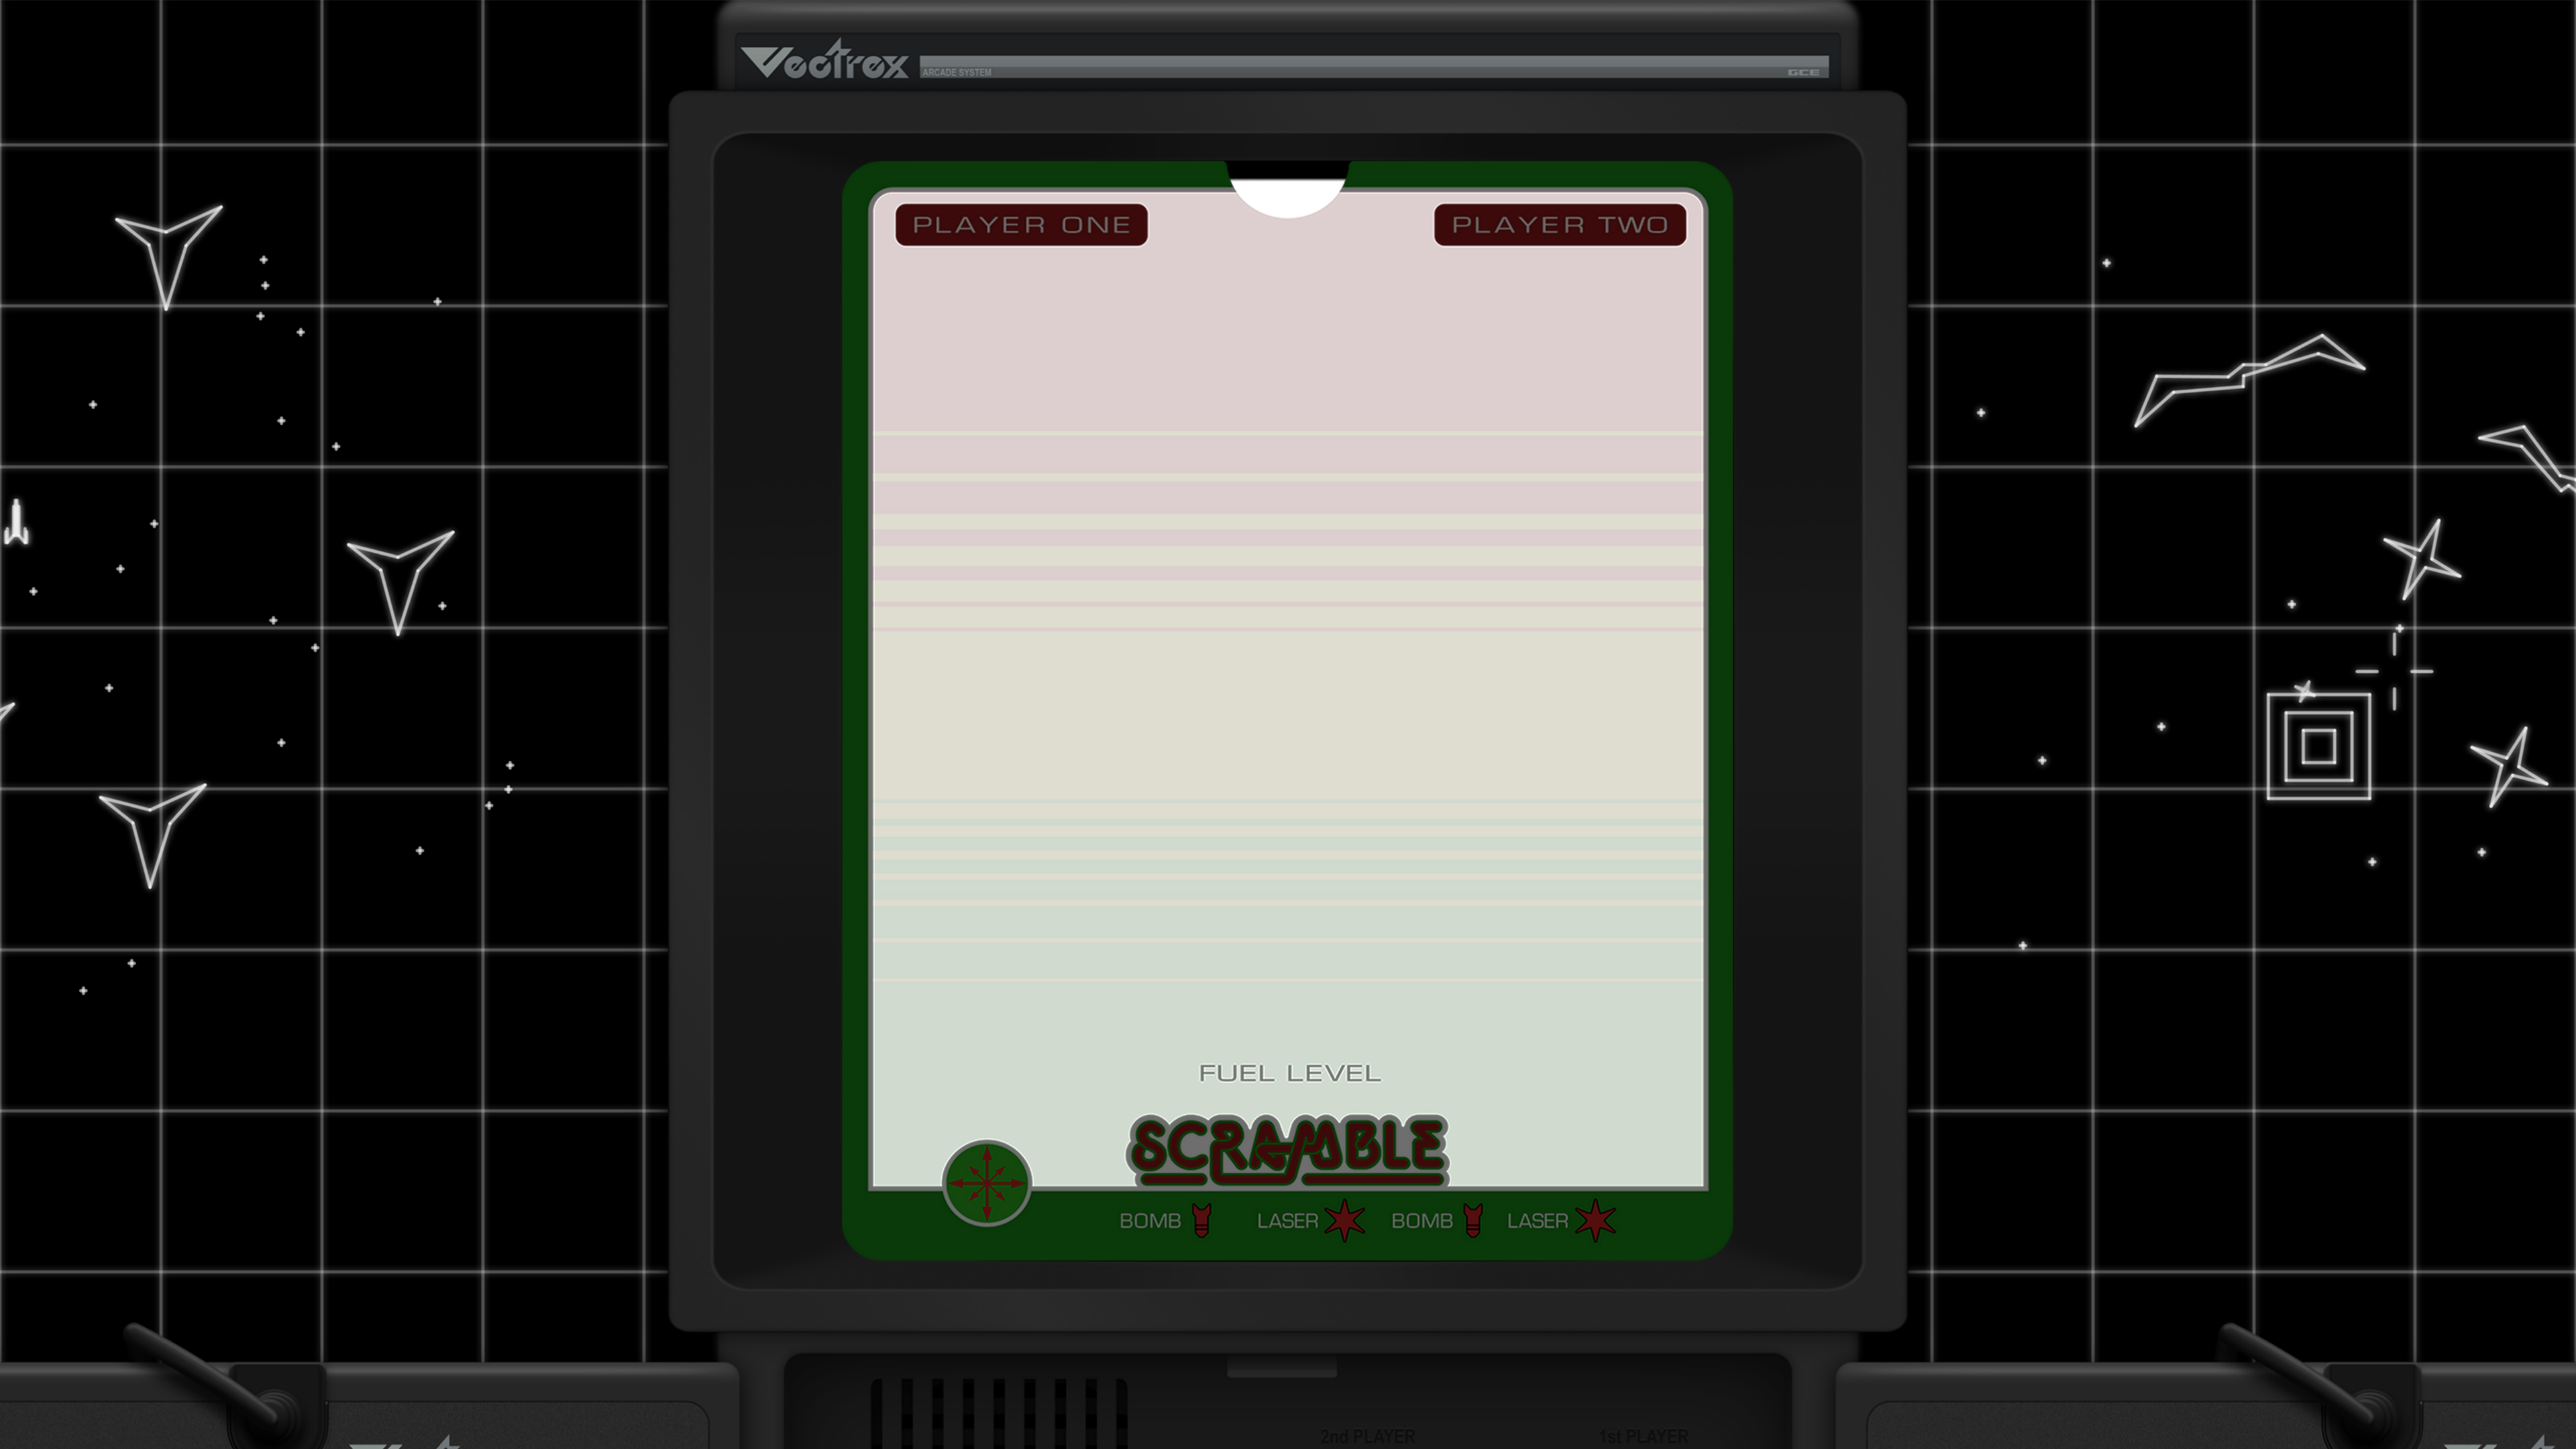 Vectrex
ARCADE SYSTEM GCE
PLAYER ONE PLAYER TWO
FUEL LEVEL
SCRAMBLE
BOMB LASER BOMB LASER
2nd PLAYER 1st PLAYER